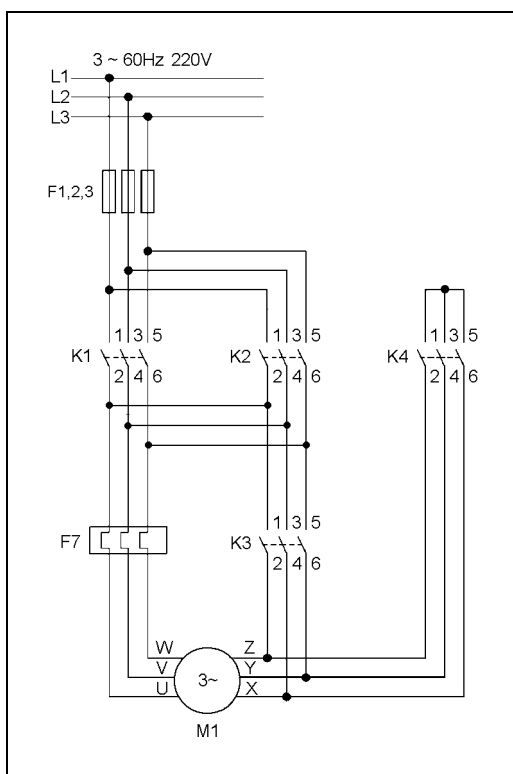 3 ~ 60Hz 220V
L1
L2
L3
F1,2,3
K1 1 3 5
2 4 6
K2 1 3 5
2 4 6
K4 1 3 5
2 4 6
F7
K3 1 3 5
2 4 6
W Z
V Y
U X
3~
M1